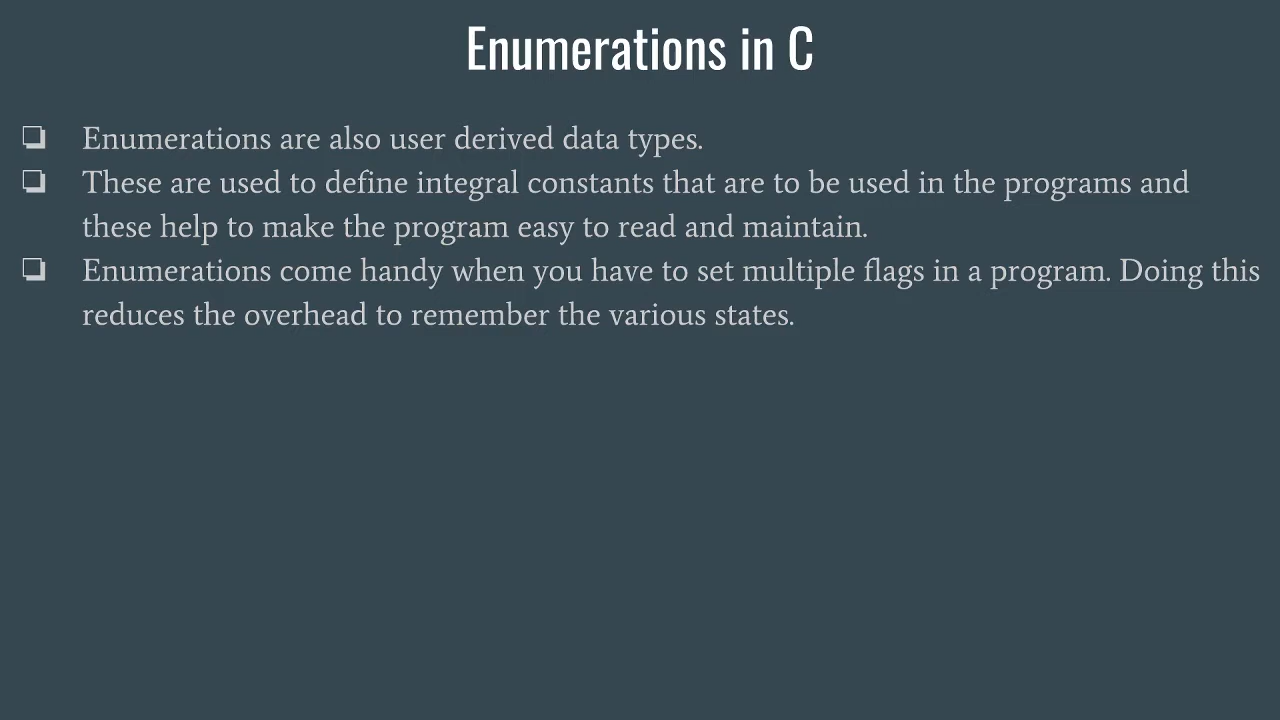 Enumerations in C
❏ Enumerations are also user derived data types.
❏ These are used to define integral constants that are to be used in the programs and
these help to make the program easy to read and maintain.
❏ Enumerations come handy when you have to set multiple flags in a program. Doing this
reduces the overhead to remember the various states.